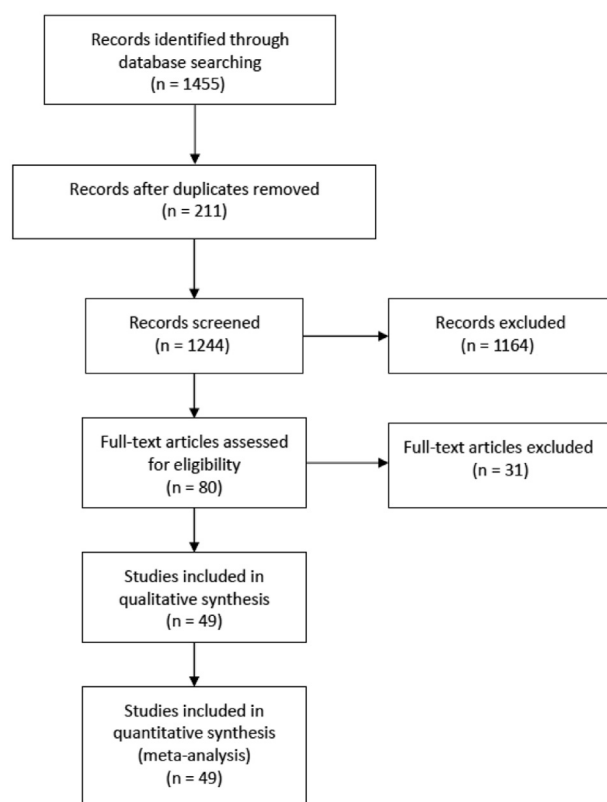 Records identified through
database searching
(n = 1455)
Records after duplicates removed
(n = 211)
Records screened
(n = 1244)
Records excluded
(n = 1164)
Full-text articles assessed
for eligibility
(n = 80)
Full-text articles excluded
(n = 31)
Studies included in
qualitative synthesis
(n = 49)
Studies included in
quantitative synthesis
(meta-analysis)
(n = 49)